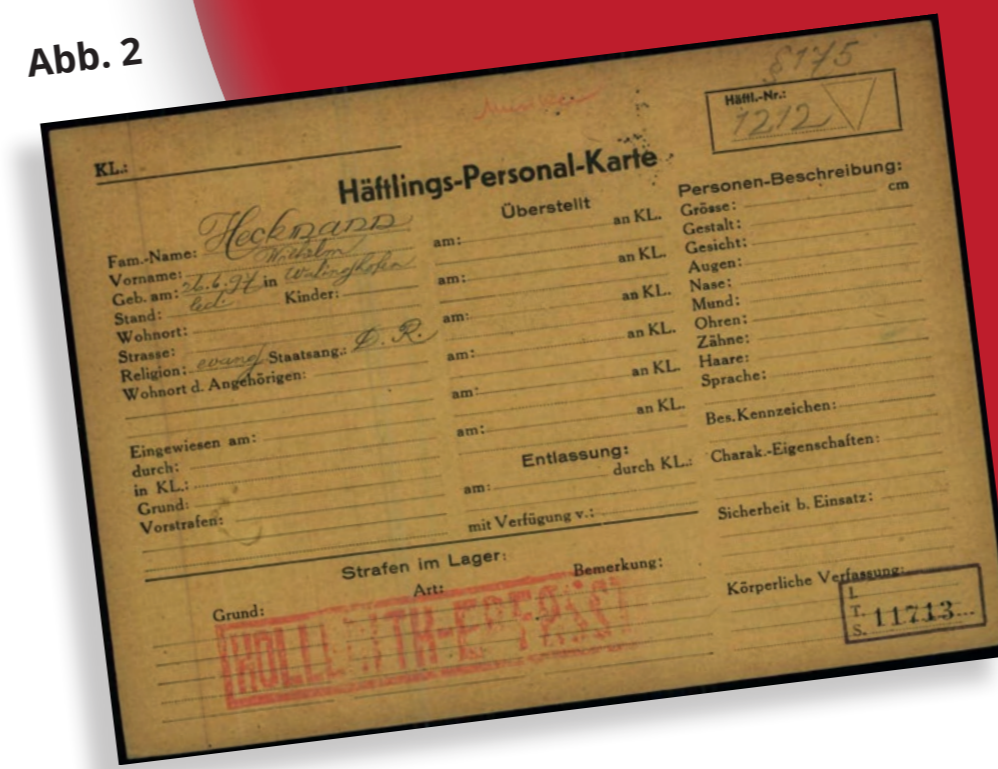 Abb. 2
§175
Häftl.-Nr.:
1212
KL.:
Häftlings-Personal-Karte
Fam.-Name: Heckmann
Vorname: Wilhelm
Geb. am: 26.6.97 in Wellinghofen
Stand: led. Kinder:
Wohnort:
Strasse:
Religion: evang. Staatsang.: D. R.
Wohnort d. Angehörigen:
Eingewiesen am:
durch:
in KL.:
Grund:
Vorstrafen:
Überstellt
am: an KL.
am: an KL.
am: an KL.
am: an KL.
am: an KL.
am: an KL.
Entlassung:
am: durch KL.:
mit Verfügung v.:
Personen-Beschreibung:
Grösse: cm
Gestalt:
Gesicht:
Augen:
Nase:
Mund:
Ohren:
Zähne:
Haare:
Sprache:
Bes.Kennzeichen:
Charak.-Eigenschaften:
Sicherheit b. Einsatz:
Körperliche Verfassung:
Strafen im Lager:
Grund: Art: Bemerkung:
HOLLERITH-ERFASST
I.
T. 11713
S.